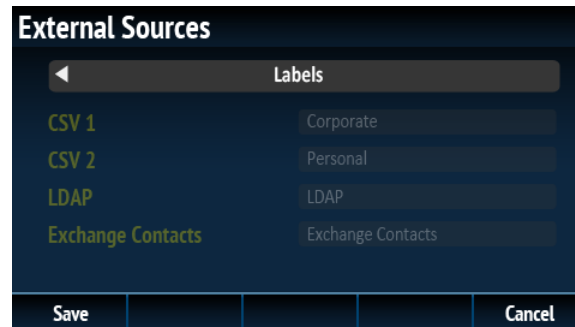 External Sources
Labels
CSV 1 Corporate
CSV 2 Personal
LDAP LDAP
Exchange Contacts Exchange Contacts
Save Cancel